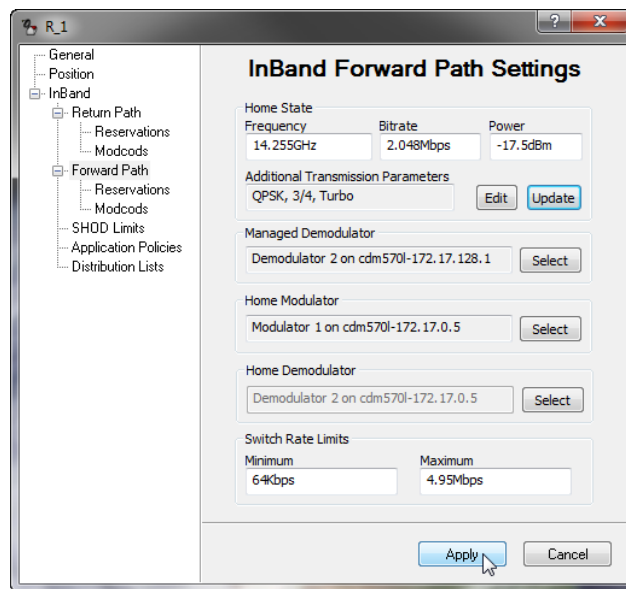 R_1
General
Position
InBand
Return Path
Reservations
Modcods
Forward Path
Reservations
Modcods
SHOD Limits
Application Policies
Distribution Lists
InBand Forward Path Settings
Home State
Frequency Bitrate Power
14.255GHz 2.048Mbps -17.5dBm
Additional Transmission Parameters
QPSK, 3/4, Turbo Edit Update
Managed Demodulator
Demodulator 2 on cdm570l-172.17.128.1 Select
Home Modulator
Modulator 1 on cdm570l-172.17.0.5 Select
Home Demodulator
Demodulator 2 on cdm570l-172.17.0.5 Select
Switch Rate Limits
Minimum Maximum
64Kbps 4.95Mbps
Apply Cancel